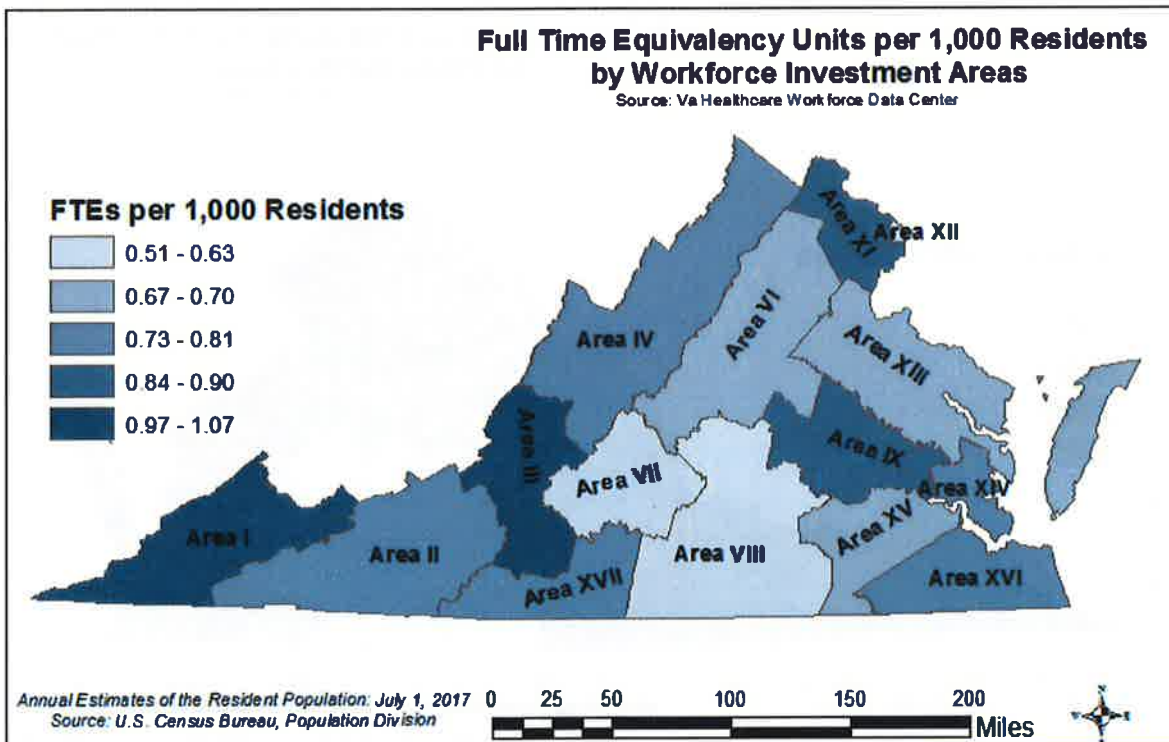 Full Time Equivalency Units per 1,000 Resident
by Workforce Investment Areas
Source: Va Healthcare Workforce Data Center
FTEs per 1,000 Residents
0.51 - 0.63
0.67 - 0.70
0.73 - 0.81
0.84 - 0.90
0.97 - 1.07
Area XI
Area XII
Area IV
Area VI
Area XIII
Area III
Area VII
Area IX
Area XIV
Area I
Area II
Area XVII
Area VIII
Area XV
Area XVI
Annual Estimates of the Resident Population: July 1, 2017
Source: U.S. Census Bureau, Population Division
0 25 50 100 150 200
Miles
N